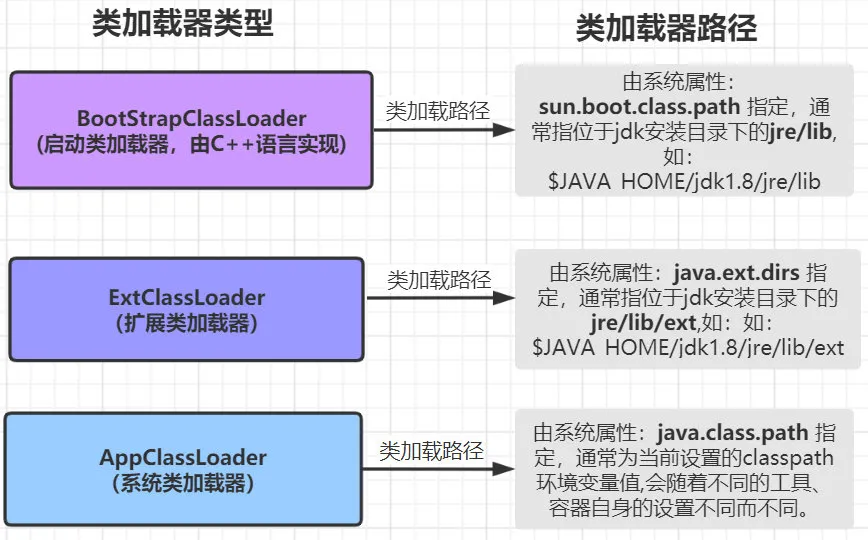 类加载器类型
类加载器路径
BootStrapClassLoader
(启动类加载器，由C++语言实现)
类加载路径
由系统属性：
sun.boot.class.path 指定，通
常指位于jdk安装目录下的jre/lib,
如：
$JAVA HOME/jdk1.8/jre/lib
ExtClassLoader
（扩展类加载器）
类加载路径
由系统属性：java.ext.dirs 指
定，通常指位于jdk安装目录下的
jre/lib/ext,如：如：
$JAVA HOME/jdk1.8/jre/lib/ext
AppClassLoader
（系统类加载器）
类加载路径
由系统属性：java.class.path 指
定，通常为当前设置的classpath
环境变量值,会随着不同的工具、
容器自身的设置不同而不同。